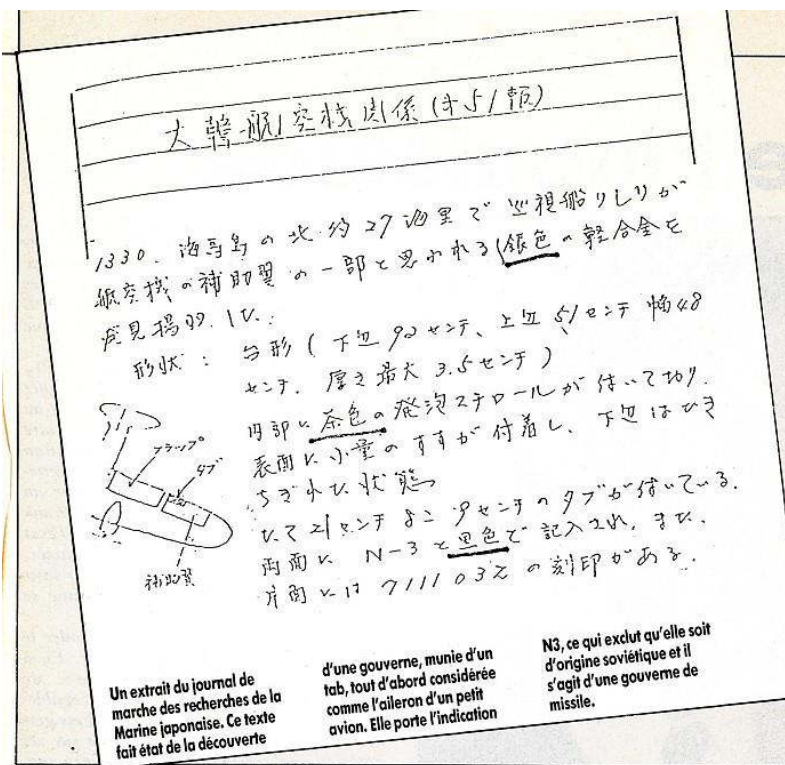 大韓航空機関係(才51報)
1330. 海馬島の北約27海里で巡視船りしりが
航空機の補助翼の一部と思われる銀色の軽合金を
発見揚収した.
形状: 台形(下辺90センチ、上辺51センチ幅48
センチ. 厚さ最大3.5センチ)
内部に茶色の発泡スチロールが付いており.
表面に少量のすすが付着し、下辺はひき
ちぎれた状態
たて21センチよこ9センチのタブが付いている.
両面に N-3と黒色で記入され、また.
片面には 711103Z の刻印がある.
フラップ
タブ
補助翼
Un extrait du journal de
marche des recherches de la
Marine japonaise. Ce texte
fait état de la découverte
d'une gouverne, munie d'un
tab, tout d'abord considérée
comme l'aileron d'un petit
avion. Elle porte l'indication
N3, ce qui exclut qu'elle soit
d'origine soviétique et il
s'agit d'une gouverne de
missile.